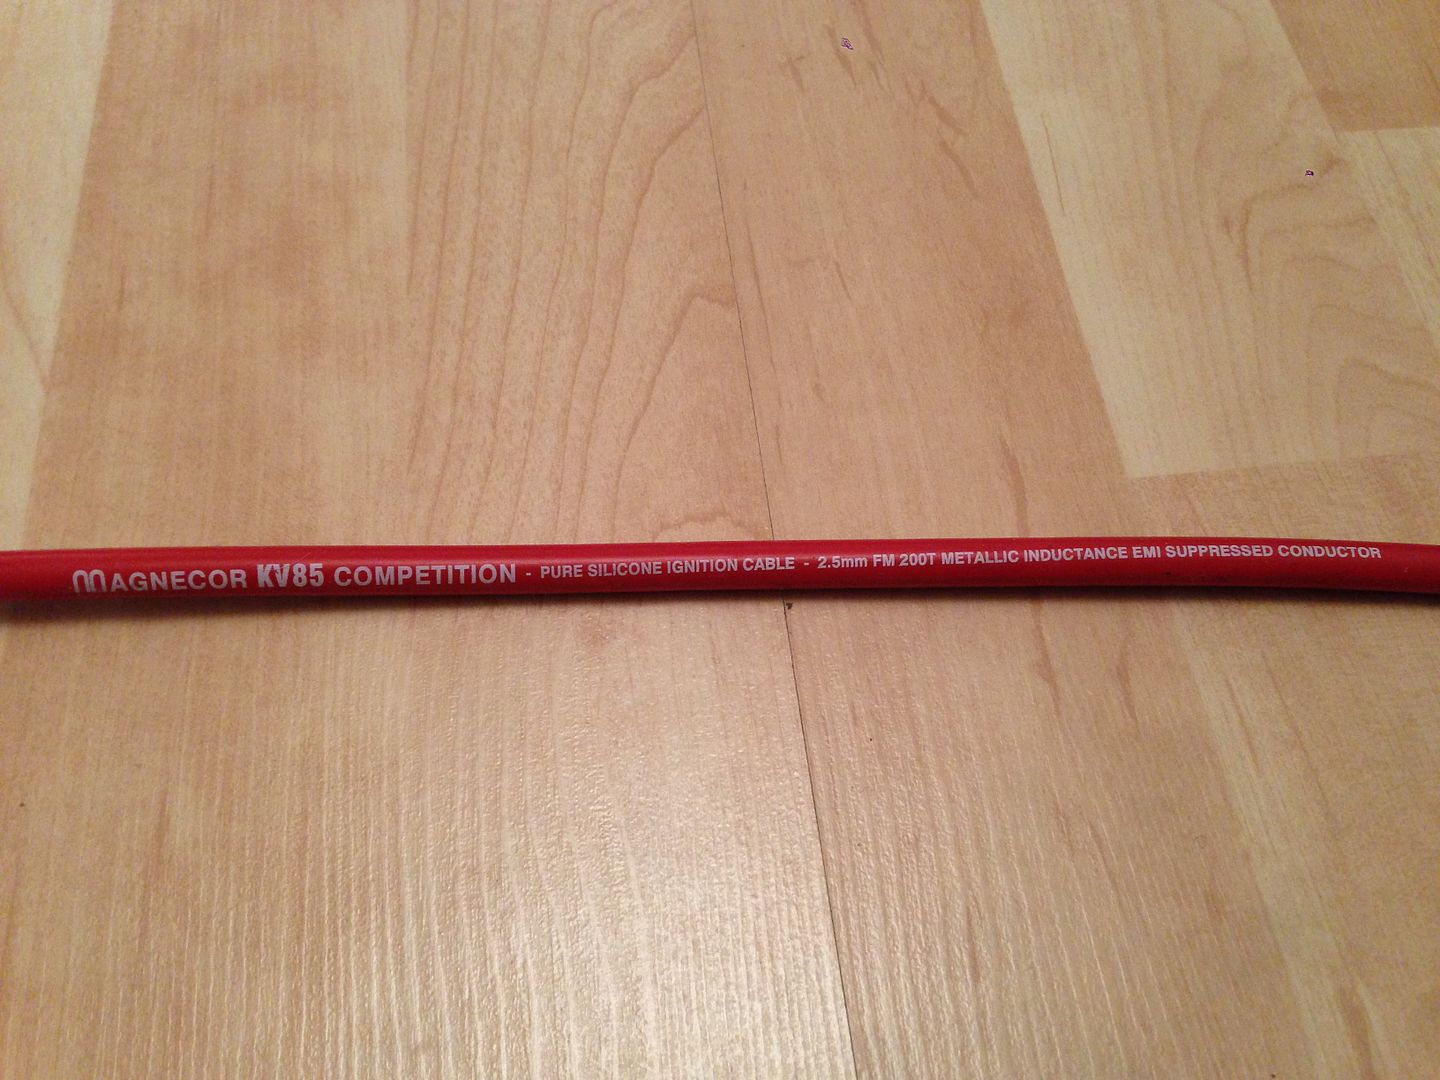 MAGNECOR KV85 COMPETITION - PURE SILICONE IGNITION CABLE - 2.5mm FM 200T METALLIC INDUCTANCE EMI SUPPRESSED CONDUCTOR